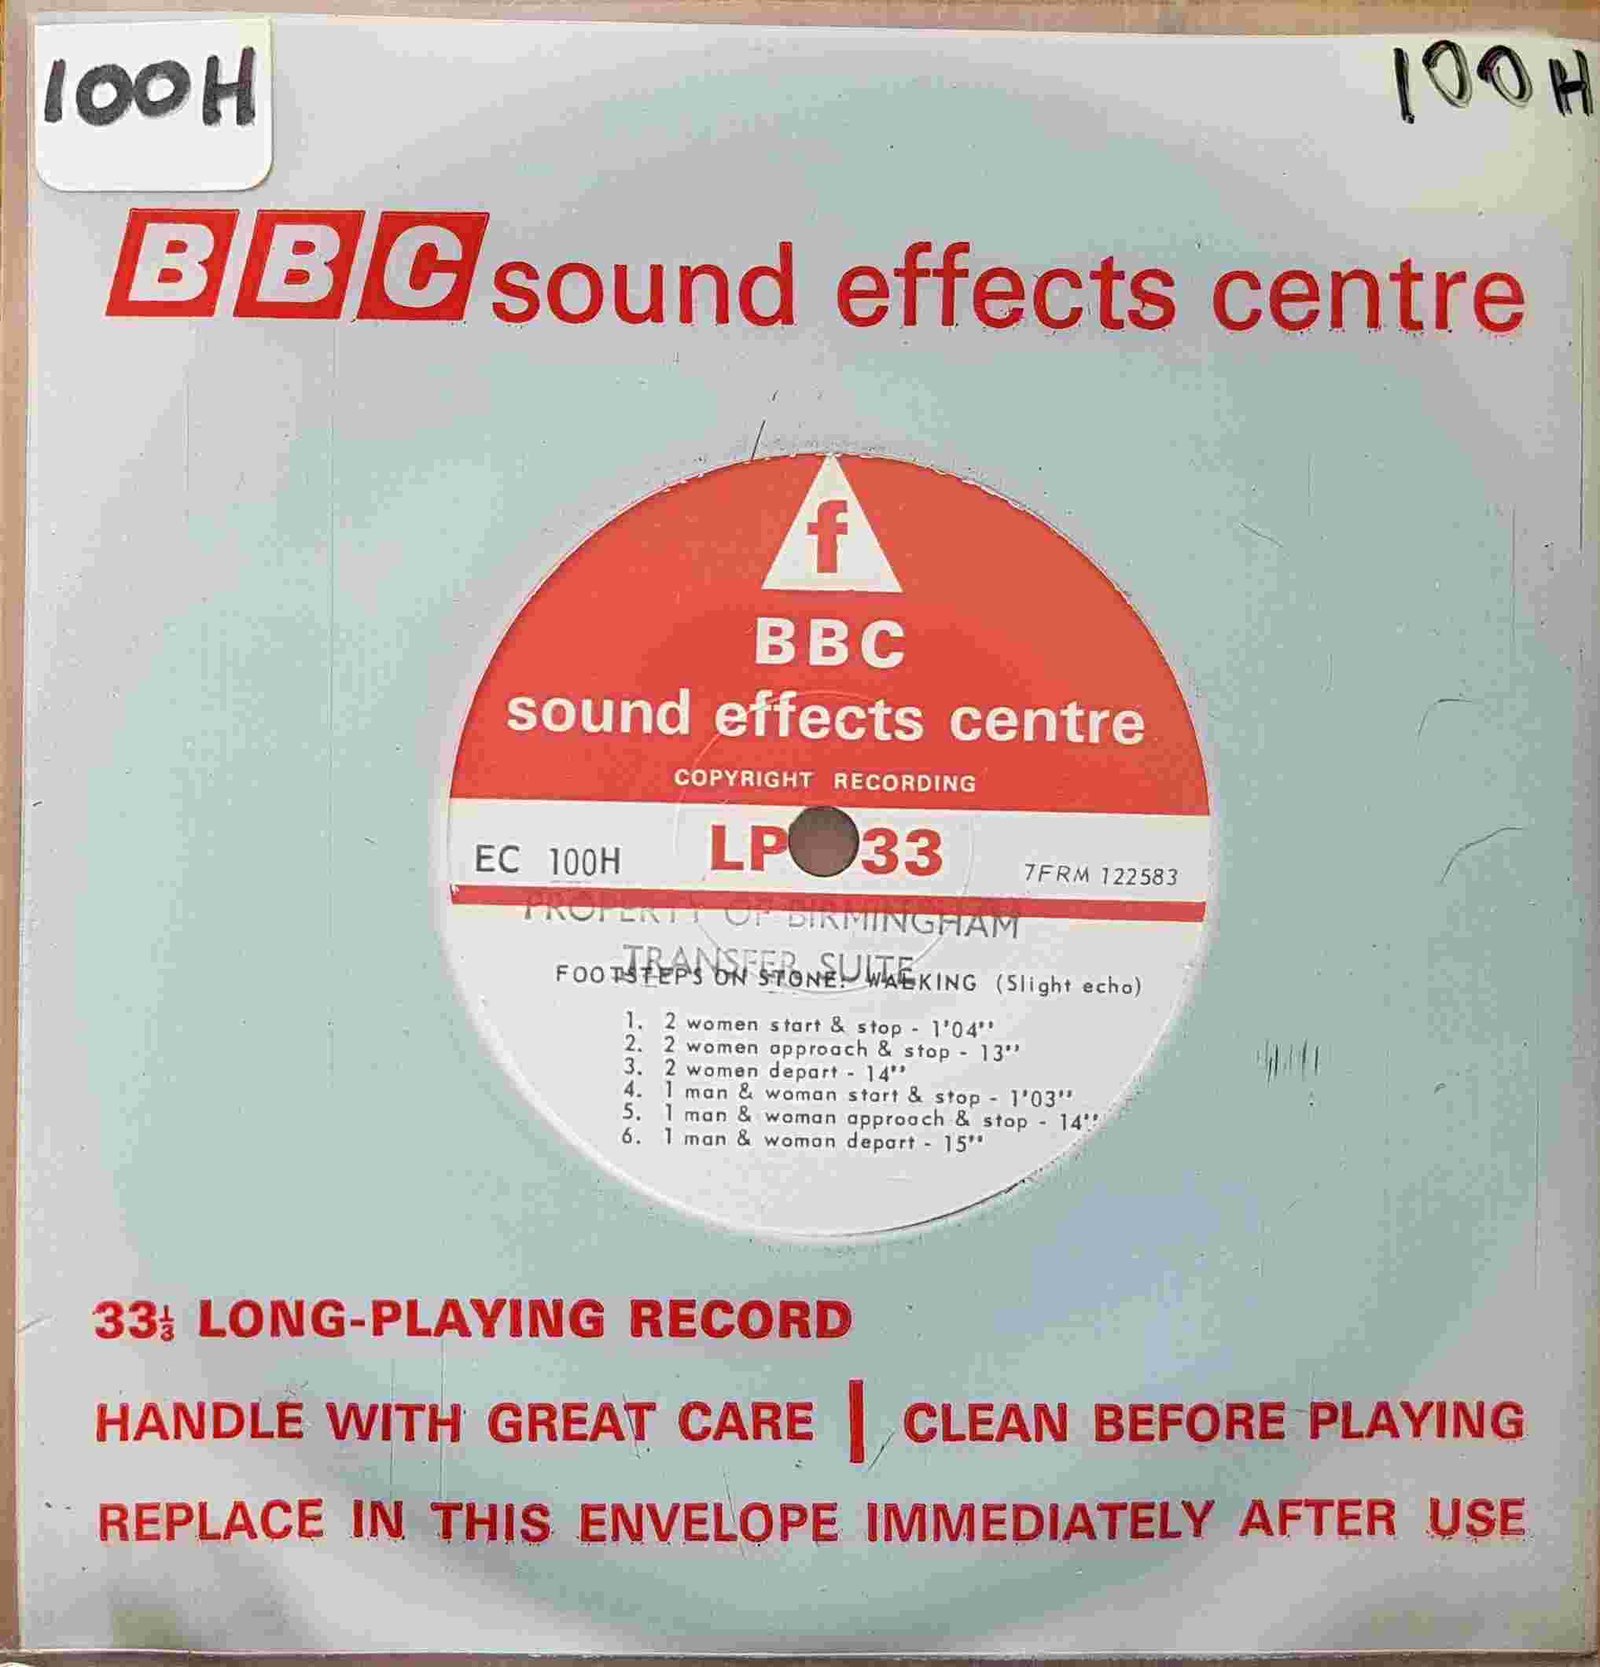 100H
100H
BBC sound effects centre
f
BBC
sound effects centre
COPYRIGHT RECORDING
EC 100H LP 33 7FRM 122583
PROPERTY OF BIRMINGHAM
TRANSFER SUITE
FOOTSTEPS ON STONE: WALKING (Slight echo)
1. 2 women start & stop - 1'04''
2. 2 women approach & stop - 13''
3. 2 women depart - 14''
4. 1 man & woman start & stop - 1'03''
5. 1 man & woman approach & stop - 14''
6. 1 man & woman depart - 15''
33⅓ LONG-PLAYING RECORD
HANDLE WITH GREAT CARE | CLEAN BEFORE PLAYING
REPLACE IN THIS ENVELOPE IMMEDIATELY AFTER USE